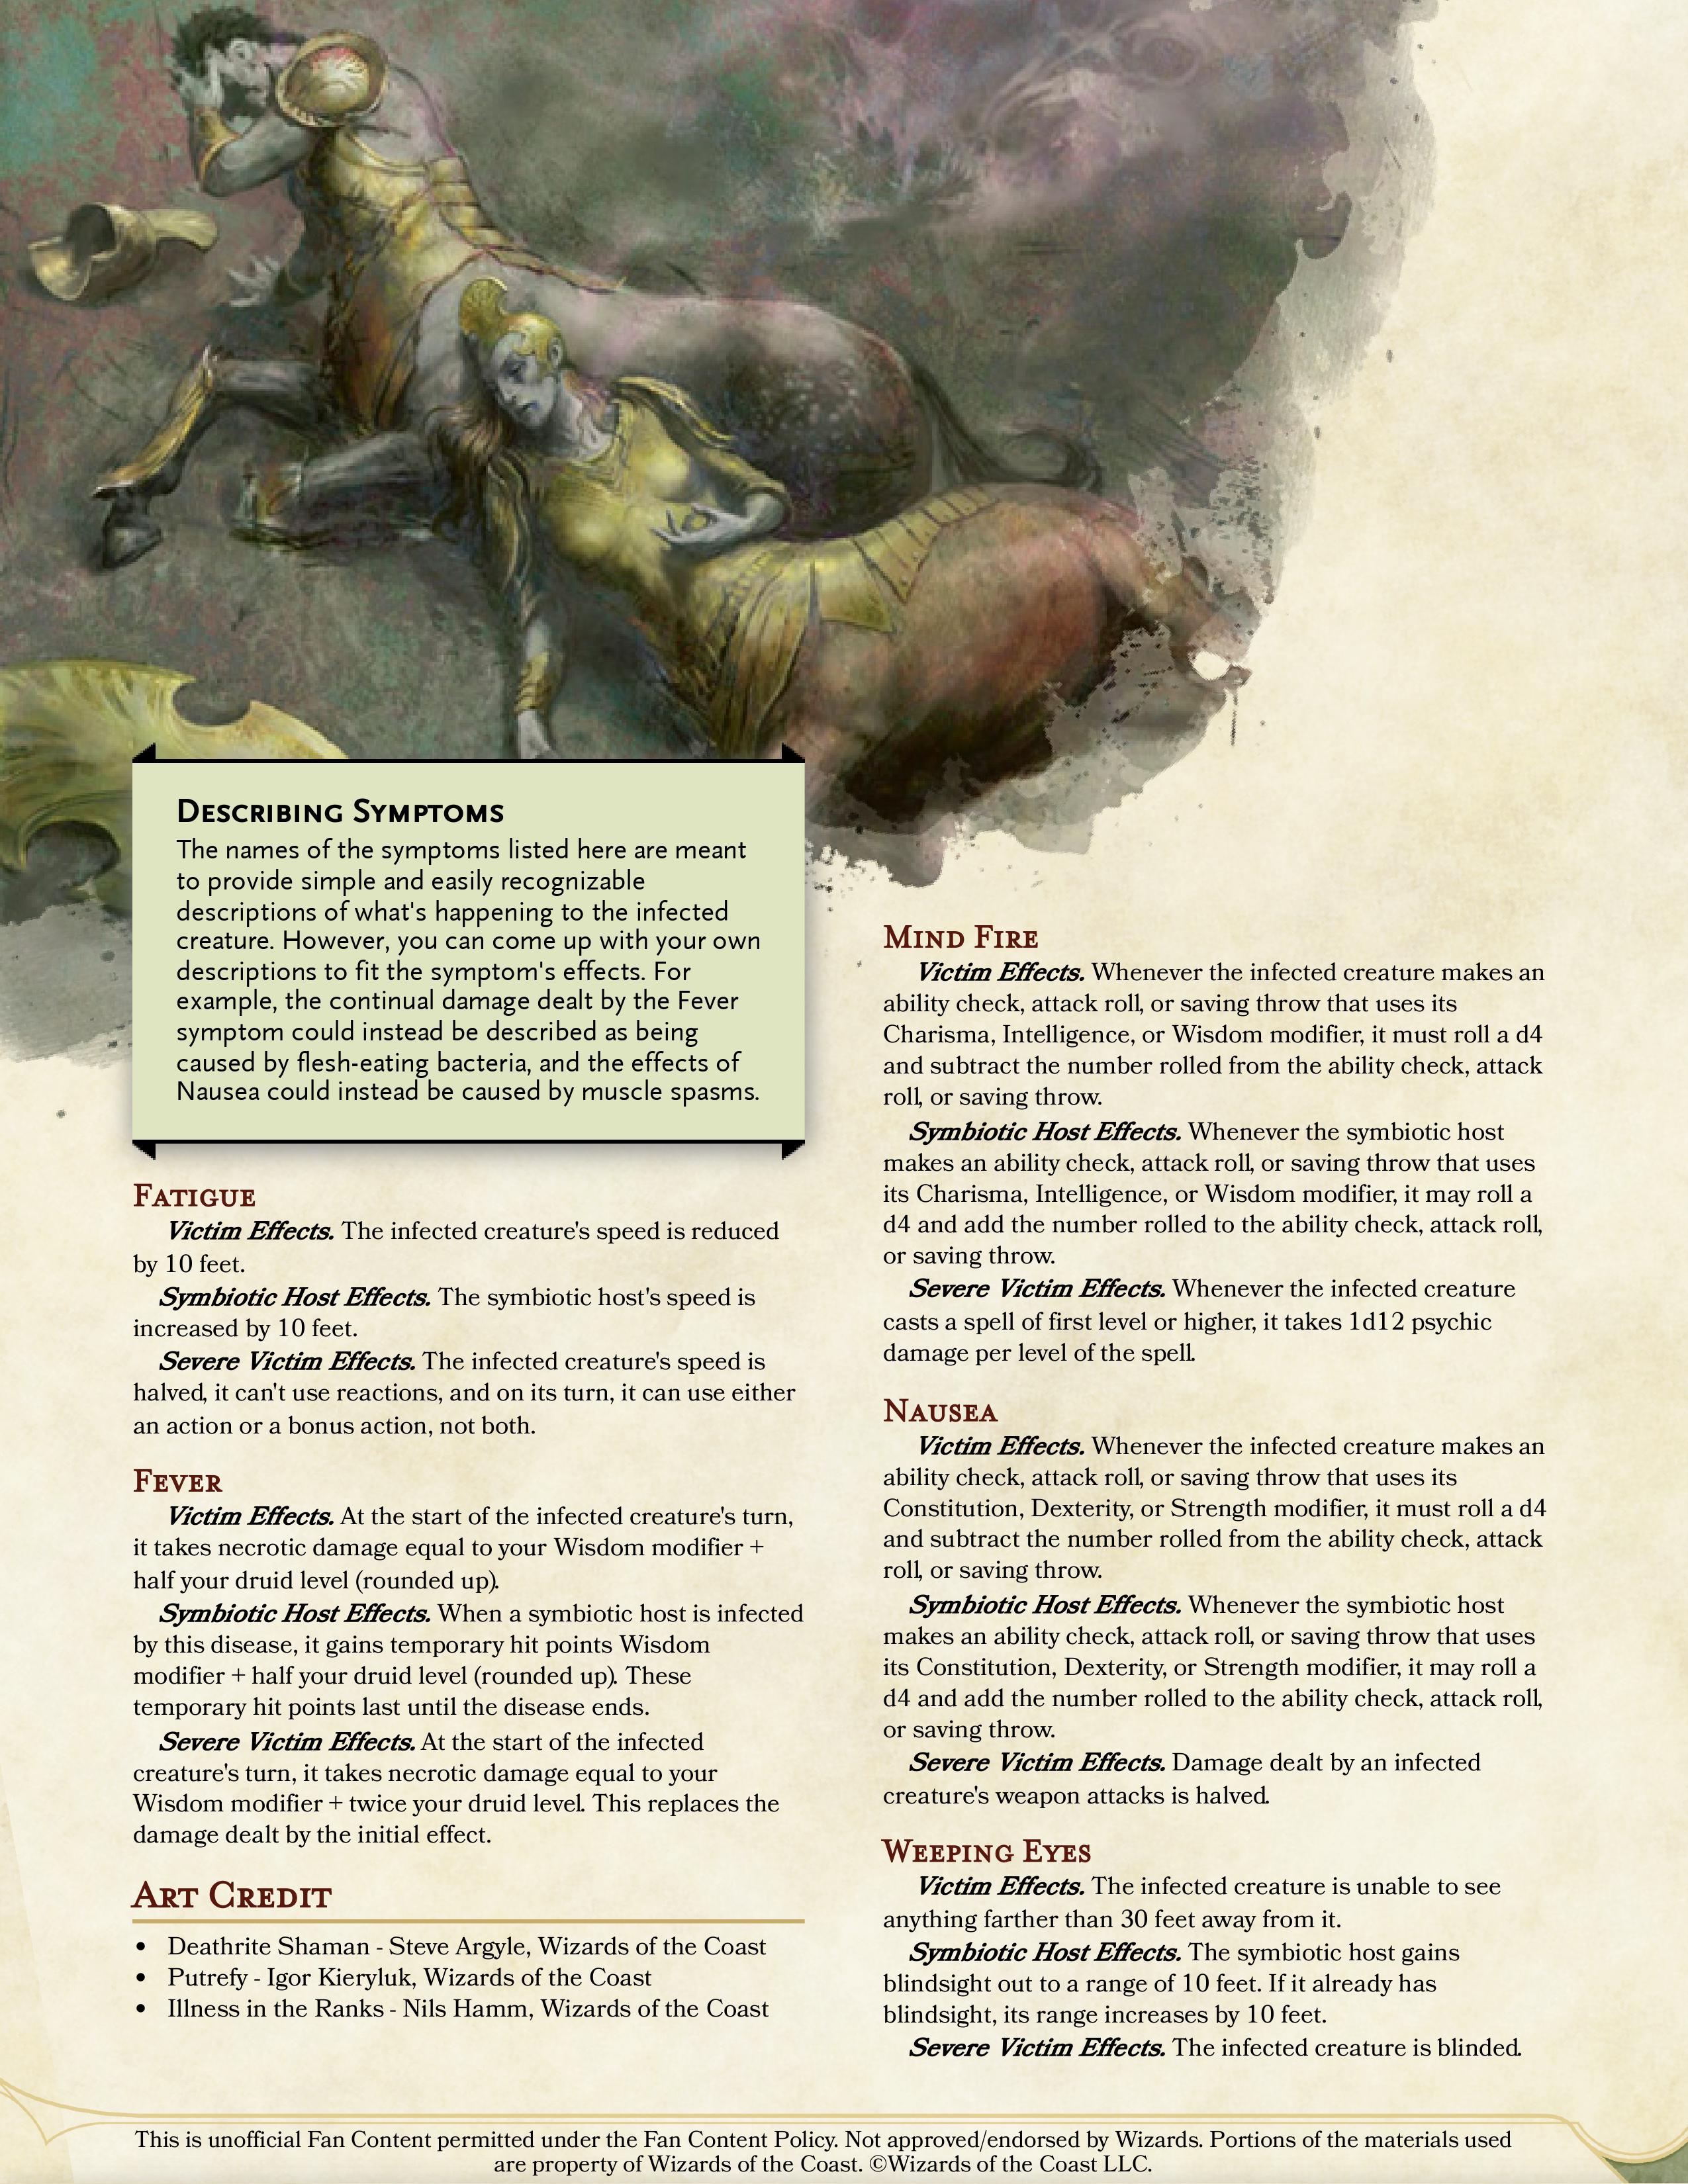 DESCRIBING SYMPTOMS
The names of the symptoms listed here are meant
to provide simple and easily recognizable
descriptions of what's happening to the infected
creature. However, you can come up with your own
descriptions to fit the symptom's effects. For
example, the continual damage dealt by the Fever
symptom could instead be described as being
caused by flesh-eating bacteria, and the effects of
Nausea could instead be caused by muscle spasms.
FATIGUE
Victim Effects. The infected creature's speed is reduced
by 10 feet.
Symbiotic Host Effects. The symbiotic host's speed is
increased by 10 feet.
Severe Victim Effects. The infected creature's speed is
halved, it can't use reactions, and on its turn, it can use either
an action or a bonus action, not both.
FEVER
Victim Effects. At the start of the infected creature's turn,
it takes necrotic damage equal to your Wisdom modifier +
half your druid level (rounded up).
Symbiotic Host Effects. When a symbiotic host is infected
by this disease, it gains temporary hit points Wisdom
modifier + half your druid level (rounded up). These
temporary hit points last until the disease ends.
Severe Victim Effects. At the start of the infected
creature's turn, it takes necrotic damage equal to your
Wisdom modifier + twice your druid level. This replaces the
damage dealt by the initial effect.
ART CREDIT
• Deathrite Shaman - Steve Argyle, Wizards of the Coast
• Putrefy - Igor Kieryluk, Wizards of the Coast
• Illness in the Ranks - Nils Hamm, Wizards of the Coast
MIND FIRE
Victim Effects. Whenever the infected creature makes an
ability check, attack roll, or saving throw that uses its
Charisma, Intelligence, or Wisdom modifier, it must roll a d4
and subtract the number rolled from the ability check, attack
roll, or saving throw.
Symbiotic Host Effects. Whenever the symbiotic host
makes an ability check, attack roll, or saving throw that uses
its Charisma, Intelligence, or Wisdom modifier, it may roll a
d4 and add the number rolled to the ability check, attack roll,
or saving throw.
Severe Victim Effects. Whenever the infected creature
casts a spell of first level or higher, it takes 1d12 psychic
damage per level of the spell.
NAUSEA
Victim Effects. Whenever the infected creature makes an
ability check, attack roll, or saving throw that uses its
Constitution, Dexterity, or Strength modifier, it must roll a d4
and subtract the number rolled from the ability check, attack
roll, or saving throw.
Symbiotic Host Effects. Whenever the symbiotic host
makes an ability check, attack roll, or saving throw that uses
its Constitution, Dexterity, or Strength modifier, it may roll a
d4 and add the number rolled to the ability check, attack roll,
or saving throw.
Severe Victim Effects. Damage dealt by an infected
creature's weapon attacks is halved.
WEEPING EYES
Victim Effects. The infected creature is unable to see
anything farther than 30 feet away from it.
Symbiotic Host Effects. The symbiotic host gains
blindsight out to a range of 10 feet. If it already has
blindsight, its range increases by 10 feet.
Severe Victim Effects. The infected creature is blinded.
This is unofficial Fan Content permitted under the Fan Content Policy. Not approved/endorsed by Wizards. Portions of the materials used
are property of Wizards of the Coast. ©Wizards of the Coast LLC.